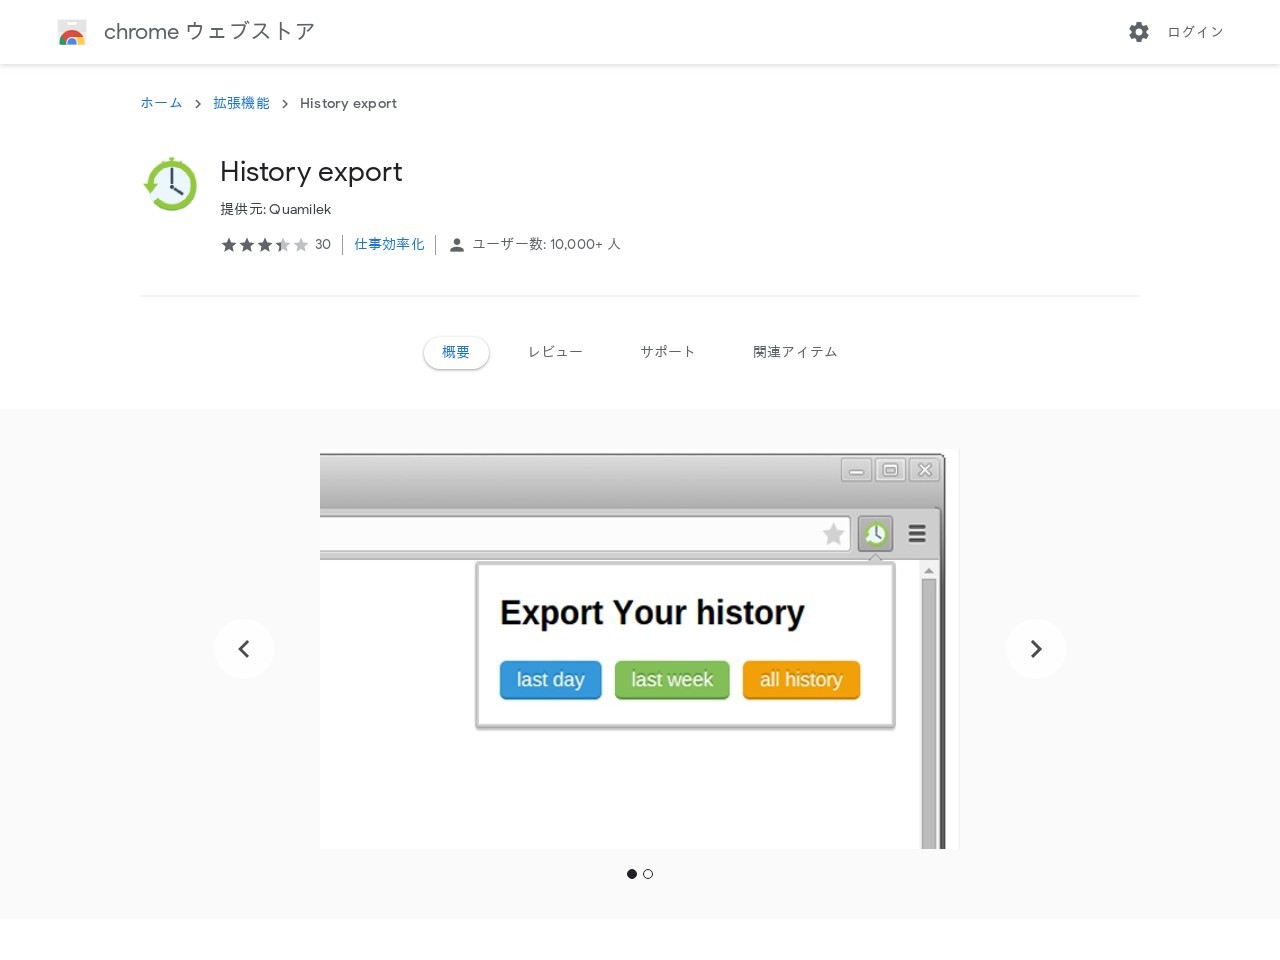 chrome ウェブストア
ログイン
ホーム 拡張機能 History export
History export
提供元: Quamilek
30 仕事効率化 ユーザー数: 10,000+ 人
概要 レビュー サポート 関連アイテム
Export Your history
last day last week all history